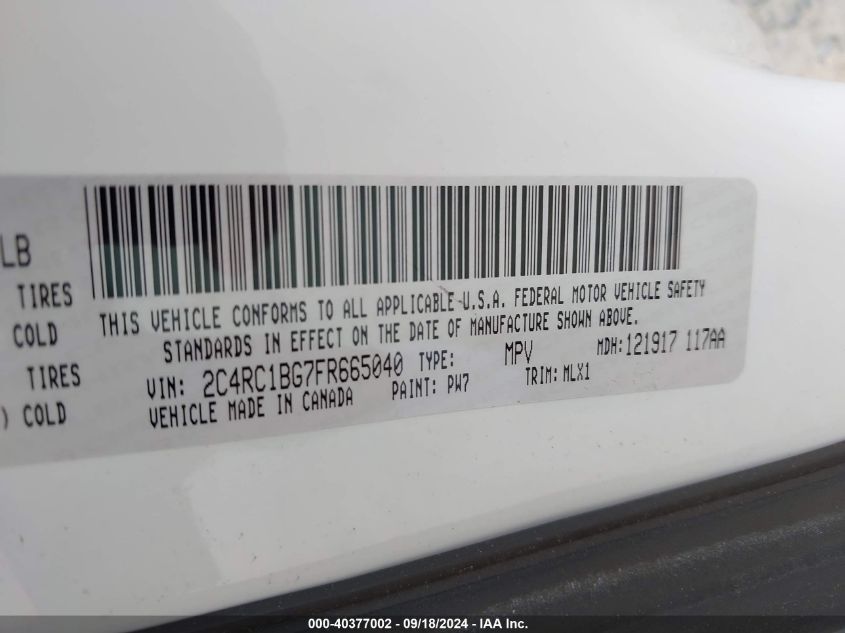 LB
TIRES
COLD
TIRES
) COLD
THIS VEHICLE CONFORMS TO ALL APPLICABLE U.S.A. FEDERAL MOTOR VEHICLE SAFETY
STANDARDS IN EFFECT ON THE DATE OF MANUFACTURE SHOWN ABOVE.
VIN: 2C4RC1BG7FR665040 TYPE: MPV MDH:121917 117AA
VEHICLE MADE IN CANADA PAINT: PW7 TRIM: MLX1
000-40377002 - 09/18/2024 - © IAA Inc.